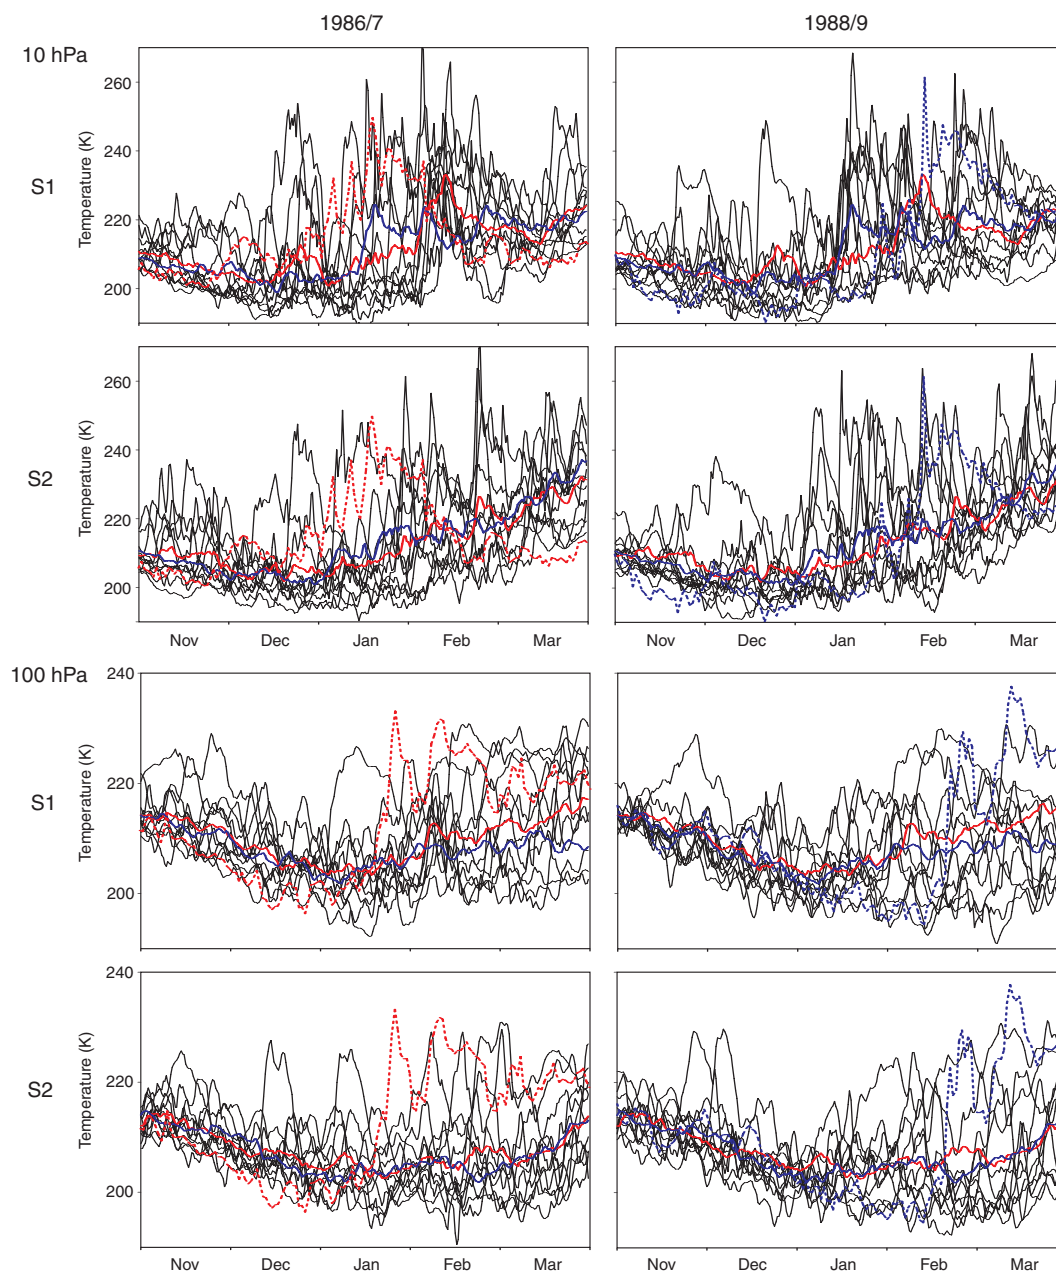 1986/7 1988/9
10 hPa
260
240
220
200
Temperature (K)
S1
260
240
220
200
Temperature (K)
S2
Nov Dec Jan Feb Mar Nov Dec Jan Feb Mar
100 hPa
240
220
200
Temperature (K)
S1
240
220
200
Temperature (K)
S2
Nov Dec Jan Feb Mar Nov Dec Jan Feb Mar